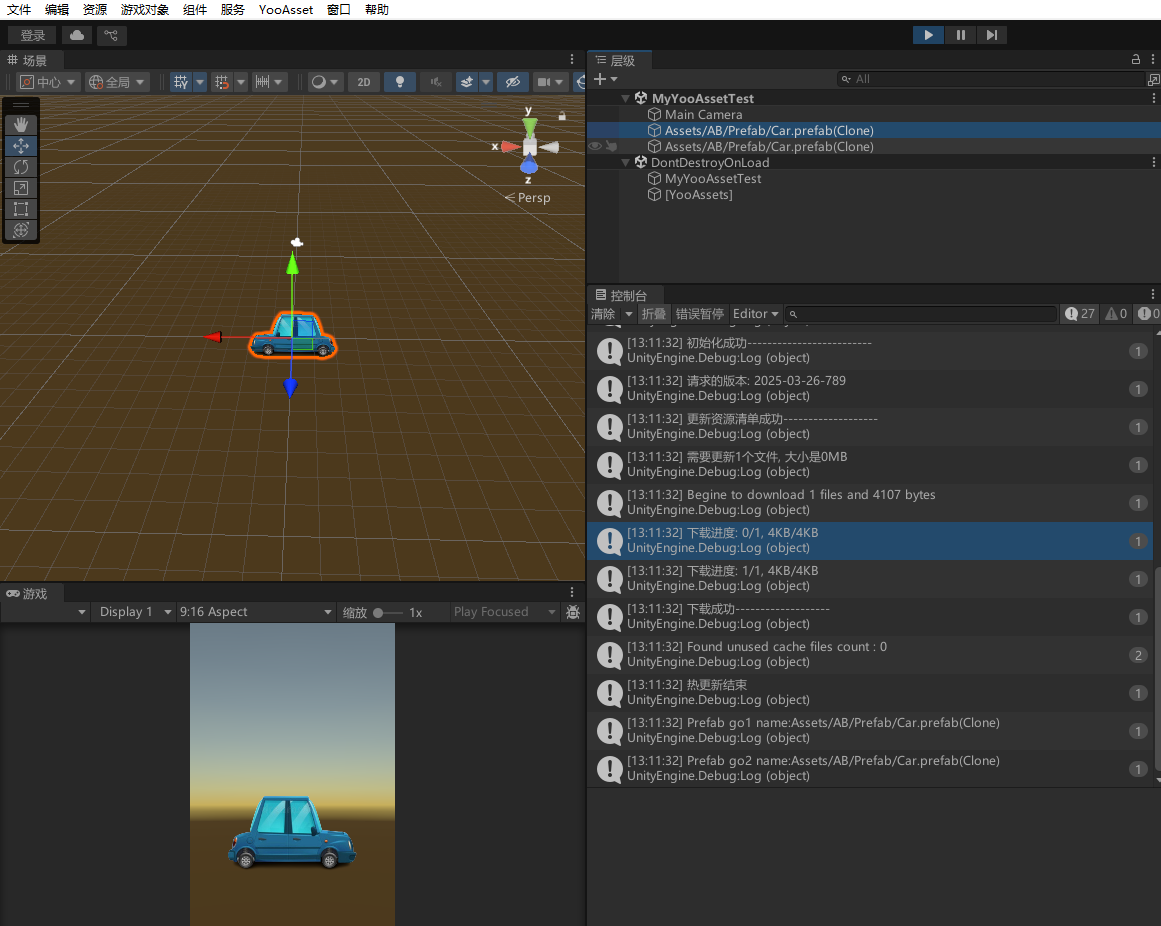 文件 编辑 资源 游戏对象 组件 服务 YooAsset 窗口 帮助
登录
场景
中心 全局 2D
y
x
z
Persp
层级
All
MyYooAssetTest
Main Camera
Assets/AB/Prefab/Car.prefab(Clone)
Assets/AB/Prefab/Car.prefab(Clone)
DontDestroyOnLoad
MyYooAssetTest
[YooAssets]
控制台
清除 折叠 错误暂停 Editor 27 0 0
[13:11:32] 初始化成功-------------------------
UnityEngine.Debug:Log (object)
1
[13:11:32] 请求的版本: 2025-03-26-789
UnityEngine.Debug:Log (object)
1
[13:11:32] 更新资源清单成功-------------------
UnityEngine.Debug:Log (object)
1
[13:11:32] 需要更新1个文件, 大小是0MB
UnityEngine.Debug:Log (object)
1
[13:11:32] Begine to download 1 files and 4107 bytes
UnityEngine.Debug:Log (object)
1
[13:11:32] 下载进度: 0/1, 4KB/4KB
UnityEngine.Debug:Log (object)
1
[13:11:32] 下载进度: 1/1, 4KB/4KB
UnityEngine.Debug:Log (object)
1
[13:11:32] 下载成功-------------------
UnityEngine.Debug:Log (object)
1
[13:11:32] Found unused cache files count : 0
UnityEngine.Debug:Log (object)
2
[13:11:32] 热更新结束
UnityEngine.Debug:Log (object)
1
[13:11:32] Prefab go1 name:Assets/AB/Prefab/Car.prefab(Clone)
UnityEngine.Debug:Log (object)
1
[13:11:32] Prefab go2 name:Assets/AB/Prefab/Car.prefab(Clone)
UnityEngine.Debug:Log (object)
1
游戏
Display 1 9:16 Aspect 缩放 1x Play Focused